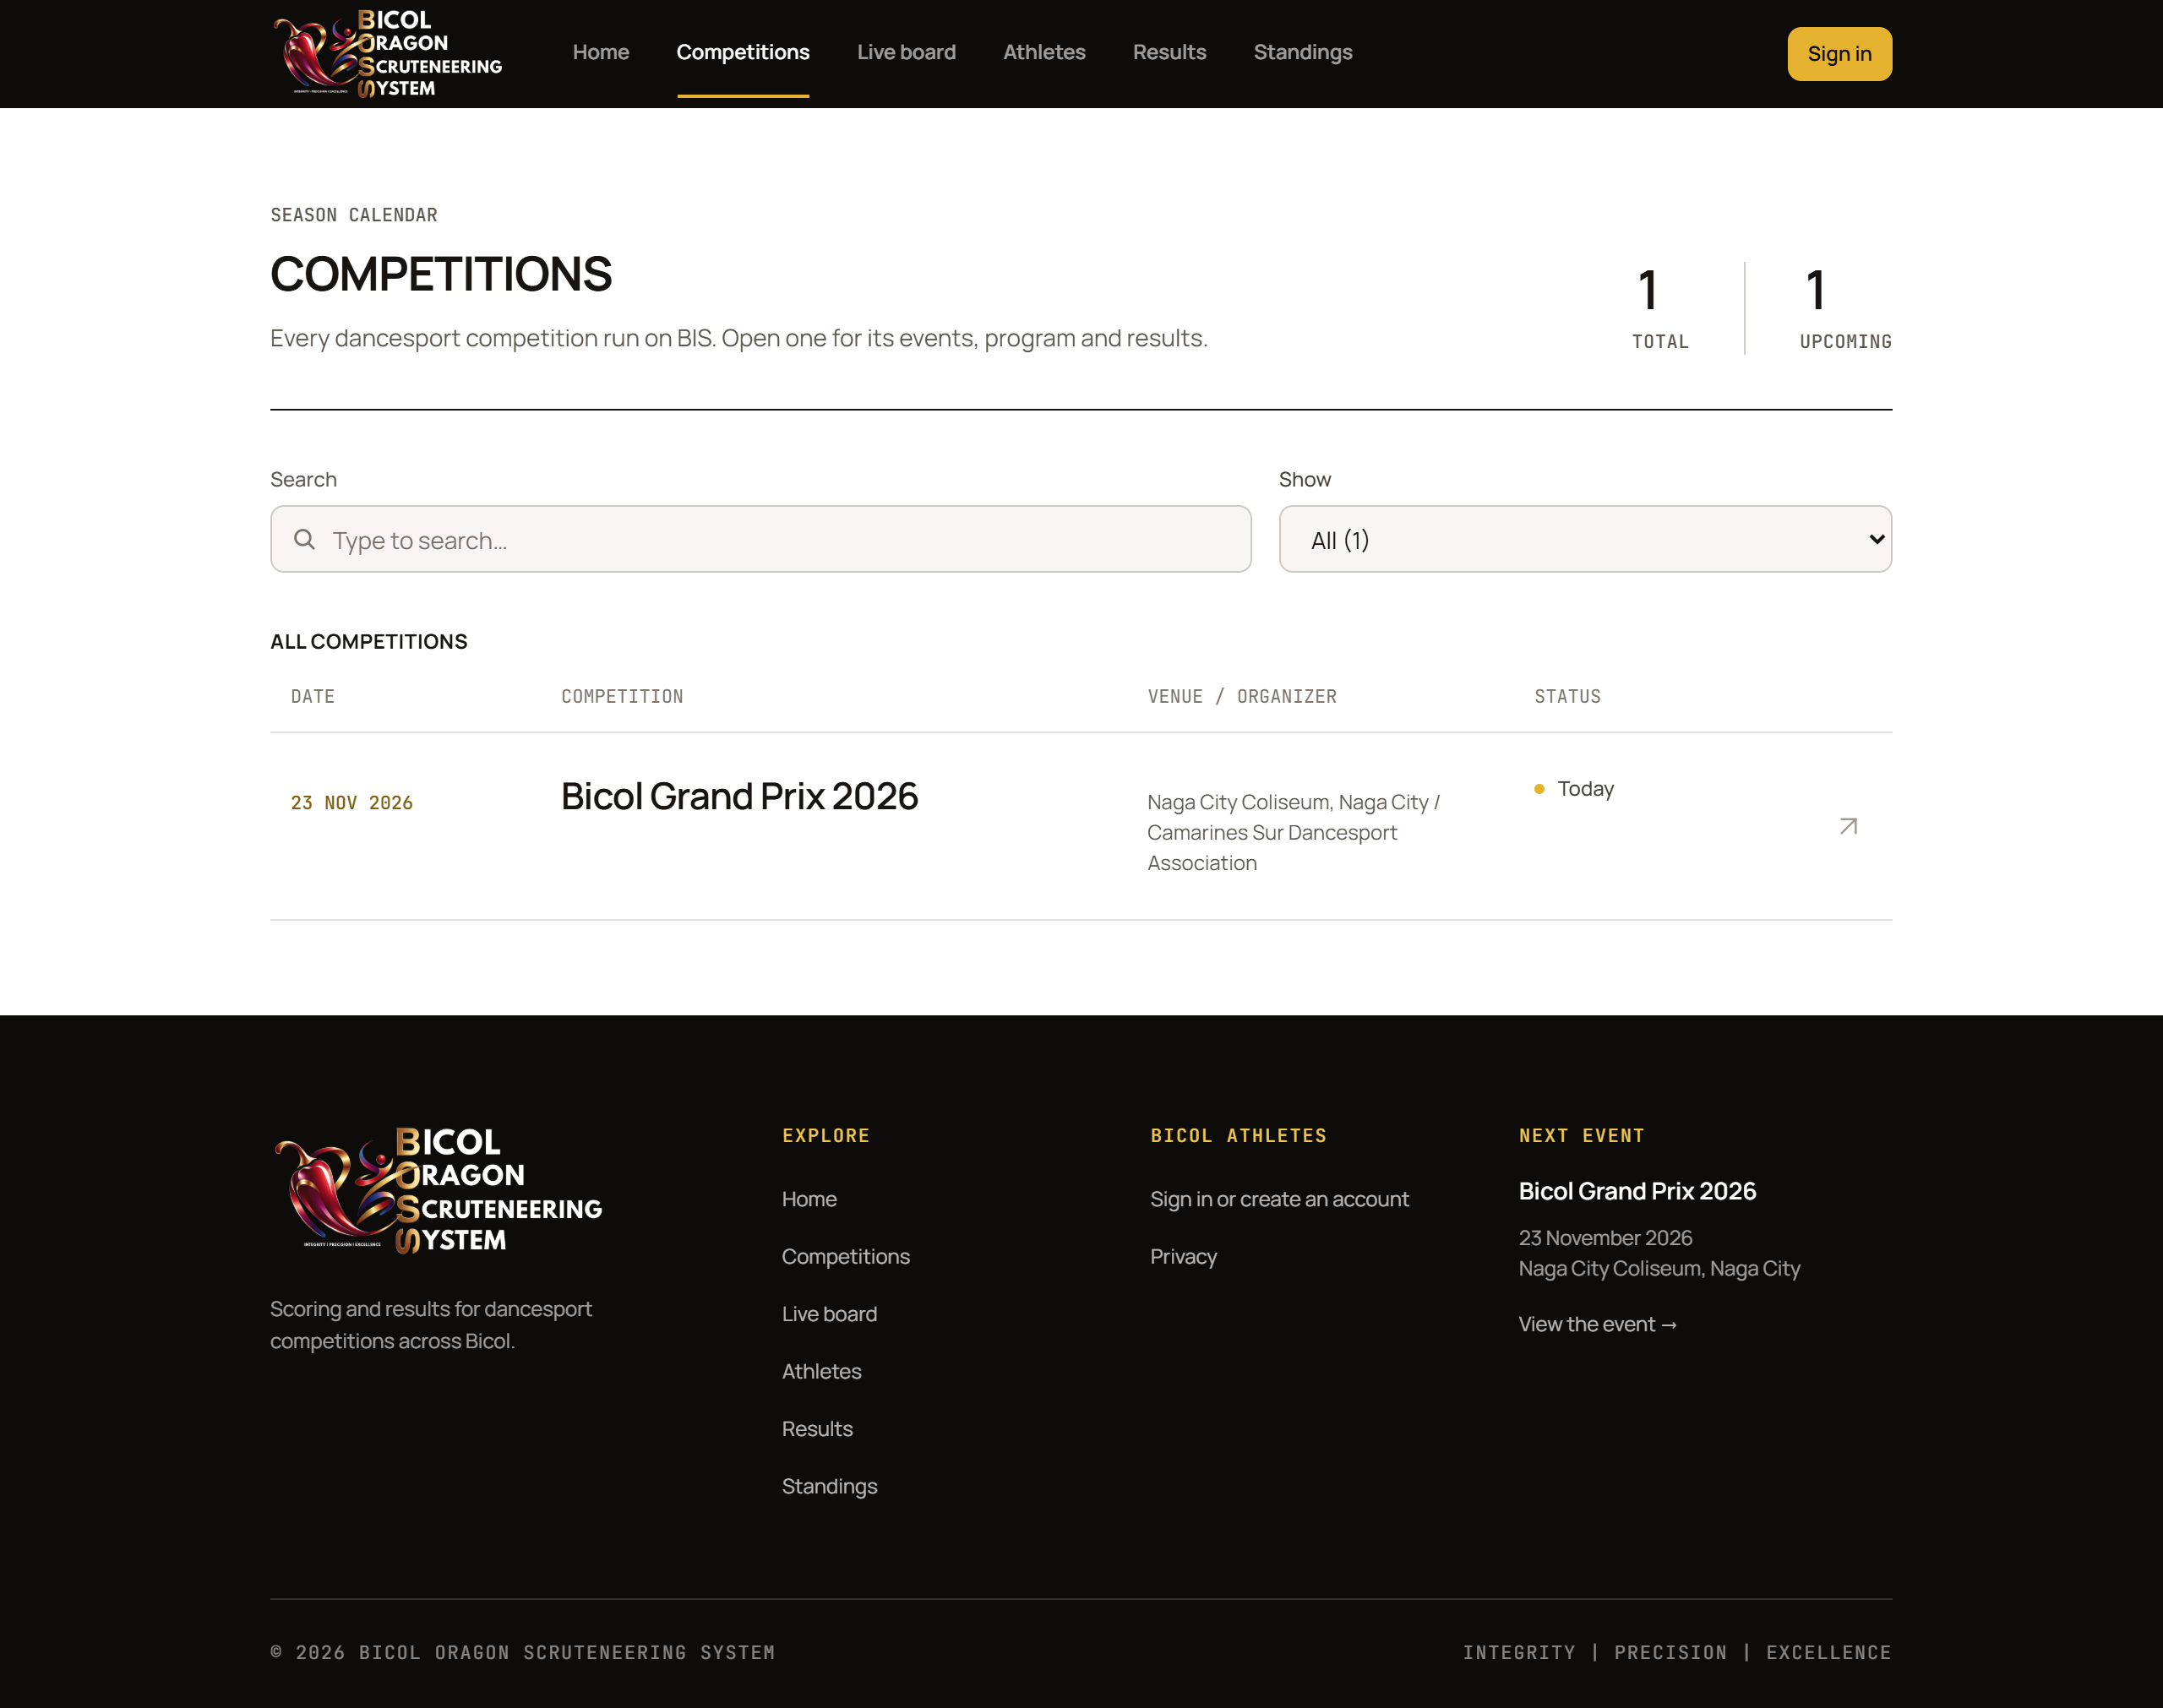 BICOL
ORAGON
SCRUTENEERING
SYSTEM
INTEGRITY | PRECISION | EXCELLENCE
Home
Competitions
Live board
Athletes
Results
Standings
Sign in
SEASON CALENDAR
COMPETITIONS
Every dancesport competition run on BIS. Open one for its events, program and results.
1
TOTAL
1
UPCOMING
Search
Type to search…
Show
All (1)
ALL COMPETITIONS
DATE
COMPETITION
VENUE / ORGANIZER
STATUS
23 NOV 2026
Bicol Grand Prix 2026
Naga City Coliseum, Naga City /
Camarines Sur Dancesport
Association
Today
BICOL
ORAGON
SCRUTENEERING
SYSTEM
INTEGRITY | PRECISION | EXCELLENCE
Scoring and results for dancesport
competitions across Bicol.
EXPLORE
Home
Competitions
Live board
Athletes
Results
Standings
BICOL ATHLETES
Sign in or create an account
Privacy
NEXT EVENT
Bicol Grand Prix 2026
23 November 2026
Naga City Coliseum, Naga City
View the event →
© 2026 BICOL ORAGON SCRUTENEERING SYSTEM
INTEGRITY | PRECISION | EXCELLENCE